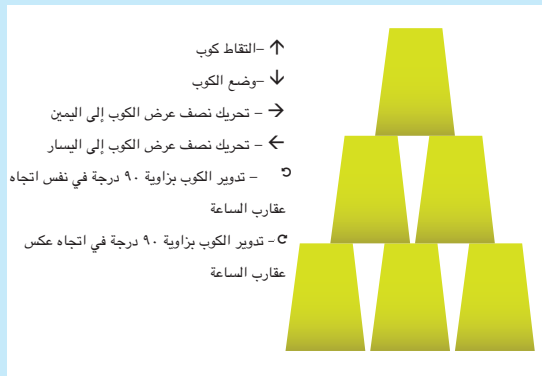 ↑ –التقاط كوب
↓ –وضع الكوب
→ – تحريك نصف عرض الكوب إلى اليمين
← – تحريك نصف عرض الكوب إلى اليسار
↻ – تدوير الكوب بزاوية ٩٠ درجة في نفس اتجاه
عقارب الساعة
↺ – تدوير الكوب بزاوية ٩٠ درجة في اتجاه عكس
عقارب الساعة